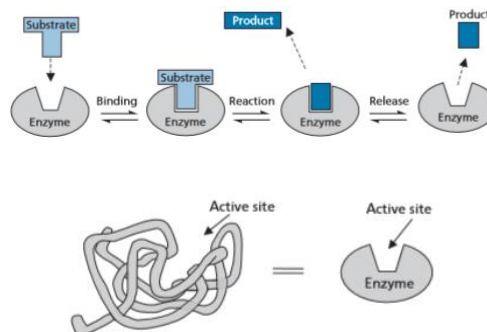 Substrate
Enzyme
Binding
Substrate
Enzyme
Reaction
Product
Enzyme
Release
Product
Enzyme
Active site
Active site
Enzyme